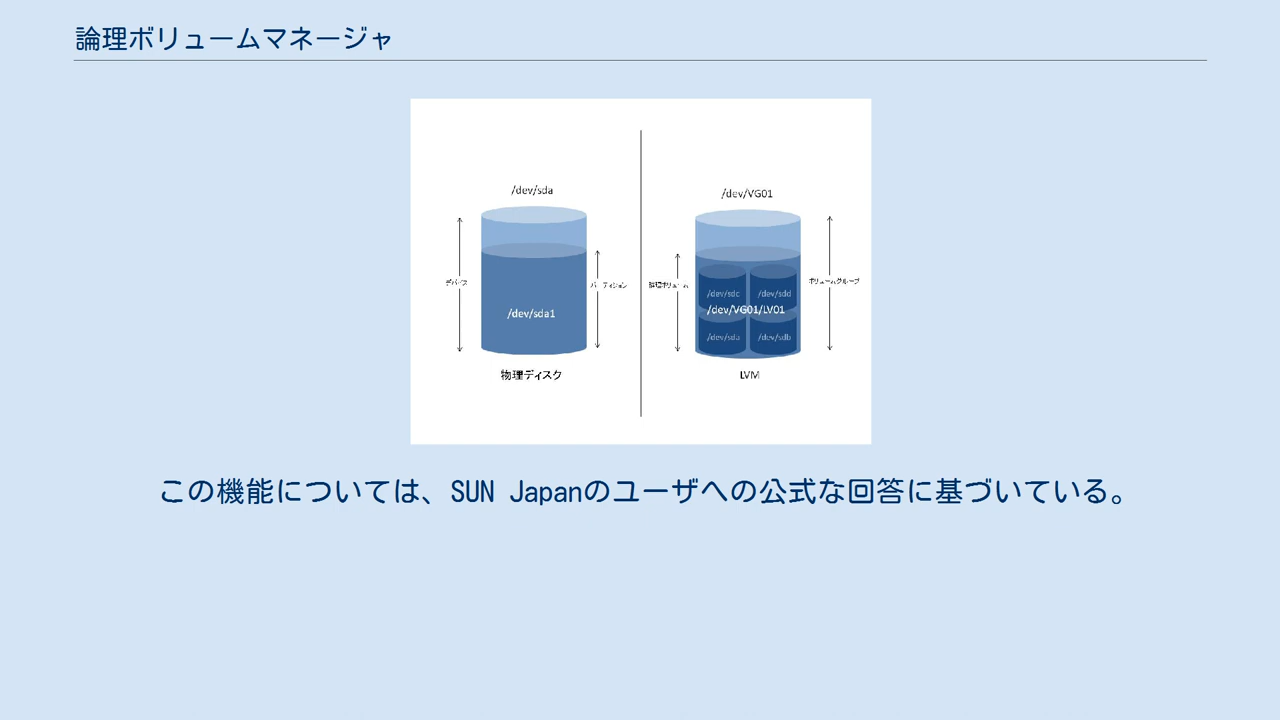 論理ボリュームマネージャ
/dev/sda
/dev/VG01
デバイス
パーティション
論理ボリューム
ボリュームグループ
/dev/sdc
/dev/sdd
/dev/VG01/LV01
/dev/sda1
/dev/sda
/dev/sdb
物理ディスク
LVM
この機能については、SUN Japanのユーザへの公式な回答に基づいている。